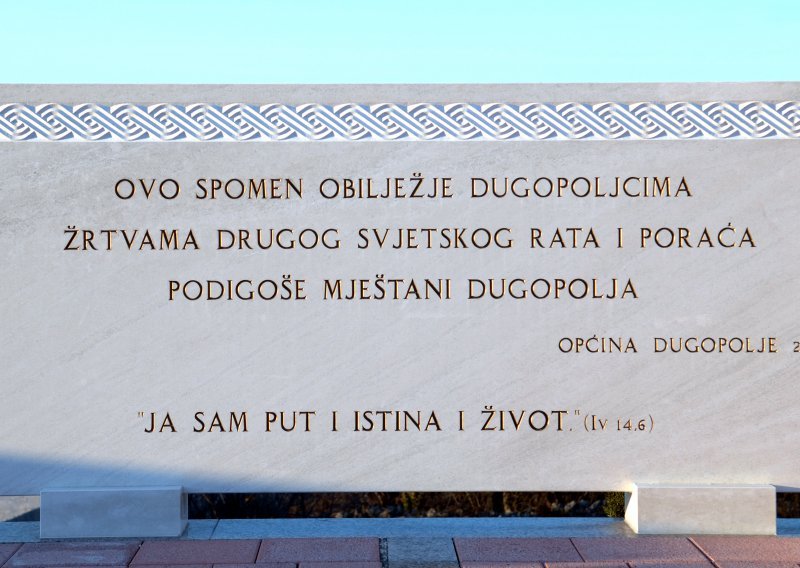 OVO SPOMEN OBILJEŽJE DUGOPOLJCIMA
ŽRTVAMA DRUGOG SVJETSKOG RATA I PORAĆA
PODIGOŠE MJEŠTANI DUGOPOLJA
OPĆINA DUGOPOLJE
"JA SAM PUT I ISTINA I ŽIVOT." (IV 14,6)